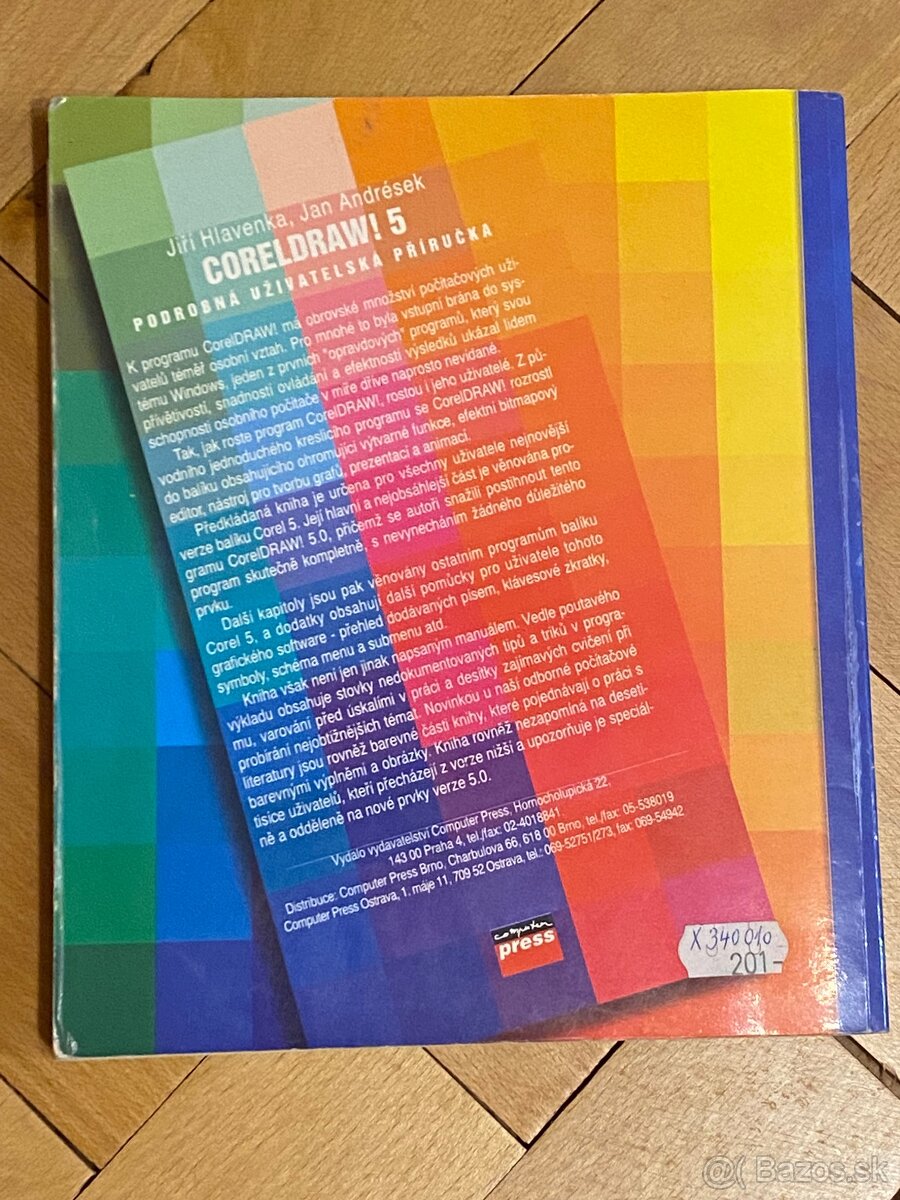 Jiří Hlavenka, Jan Andrések
CORELDRAW! 5
PODROBNÁ UŽIVATELSKÁ PŘÍRUČKA
K programu CorelDRAW! má obrovské množství počítačových uži-
vatelů téměř osobní vztah. Pro mnohé to byla vstupní brána do sys-
tému Windows, jeden z prvních "opravdových" programů, který svou
přívětivostí, snadností ovládání a efektností výsledků ukázal lidem
schopnosti osobního počítače v míře dříve naprosto nevídané.
Tak, jak roste program CorelDRAW!, rostou i jeho uživatelé. Z pů-
vodního jednoduchého kreslicího programu se CorelDRAW! rozrostl
do balíku obsahujícího ohromující výtvarné funkce, efektní bitmapový
editor, nástroj pro tvorbu grafů, prezentací a animací.
Předkládaná kniha je určena pro všechny uživatele nejnovější
verze balíku Corel 5. Její hlavní a nejobsáhlejší část je věnována pro-
gramu CorelDRAW! 5.0, přičemž se autoři snažili postihnout tento
program skutečně kompletně, s nevynecháním žádného důležitého
prvku.
Další kapitoly jsou pak věnovány ostatním programům balíku
Corel 5, a dodatky obsahují další pomůcky pro uživatele tohoto
grafického software - přehled dodávaných písem, klávesové zkratky,
symboly, schéma menu a submenu atd.
Kniha však není jen jinak napsaným manuálem. Vedle poutavého
výkladu obsahuje stovky nedokumentovaných tipů a triků v progra-
mu, varování před úskalími v práci a desítky zajímavých cvičení při
probírání nejobtížnějších témat. Novinkou u naší odborné počítačové
literatury jsou rovněž barevné části knihy, které pojednávají o práci s
barevnými výplněmi a obrázky. Kniha rovněž nezapomíná na deseti-
tisíce uživatelů, kteří přecházejí z verze nižší a upozorňuje je speciál-
ně a odděleně na nové prvky verze 5.0.
Vydalo vydavatelství Computer Press, Hornocholupická 22,
143 00 Praha 4, tel./fax: 02-4018841
Distribuce: Computer Press Brno, Charbulova 66, 618 00 Brno, tel./fax: 05-538019
Computer Press Ostrava, 1. máje 11, 709 52 Ostrava, tel.: 069-52751/273, fax: 069-54942
computer
press
X 340 010
201-
@( Bazos.sk